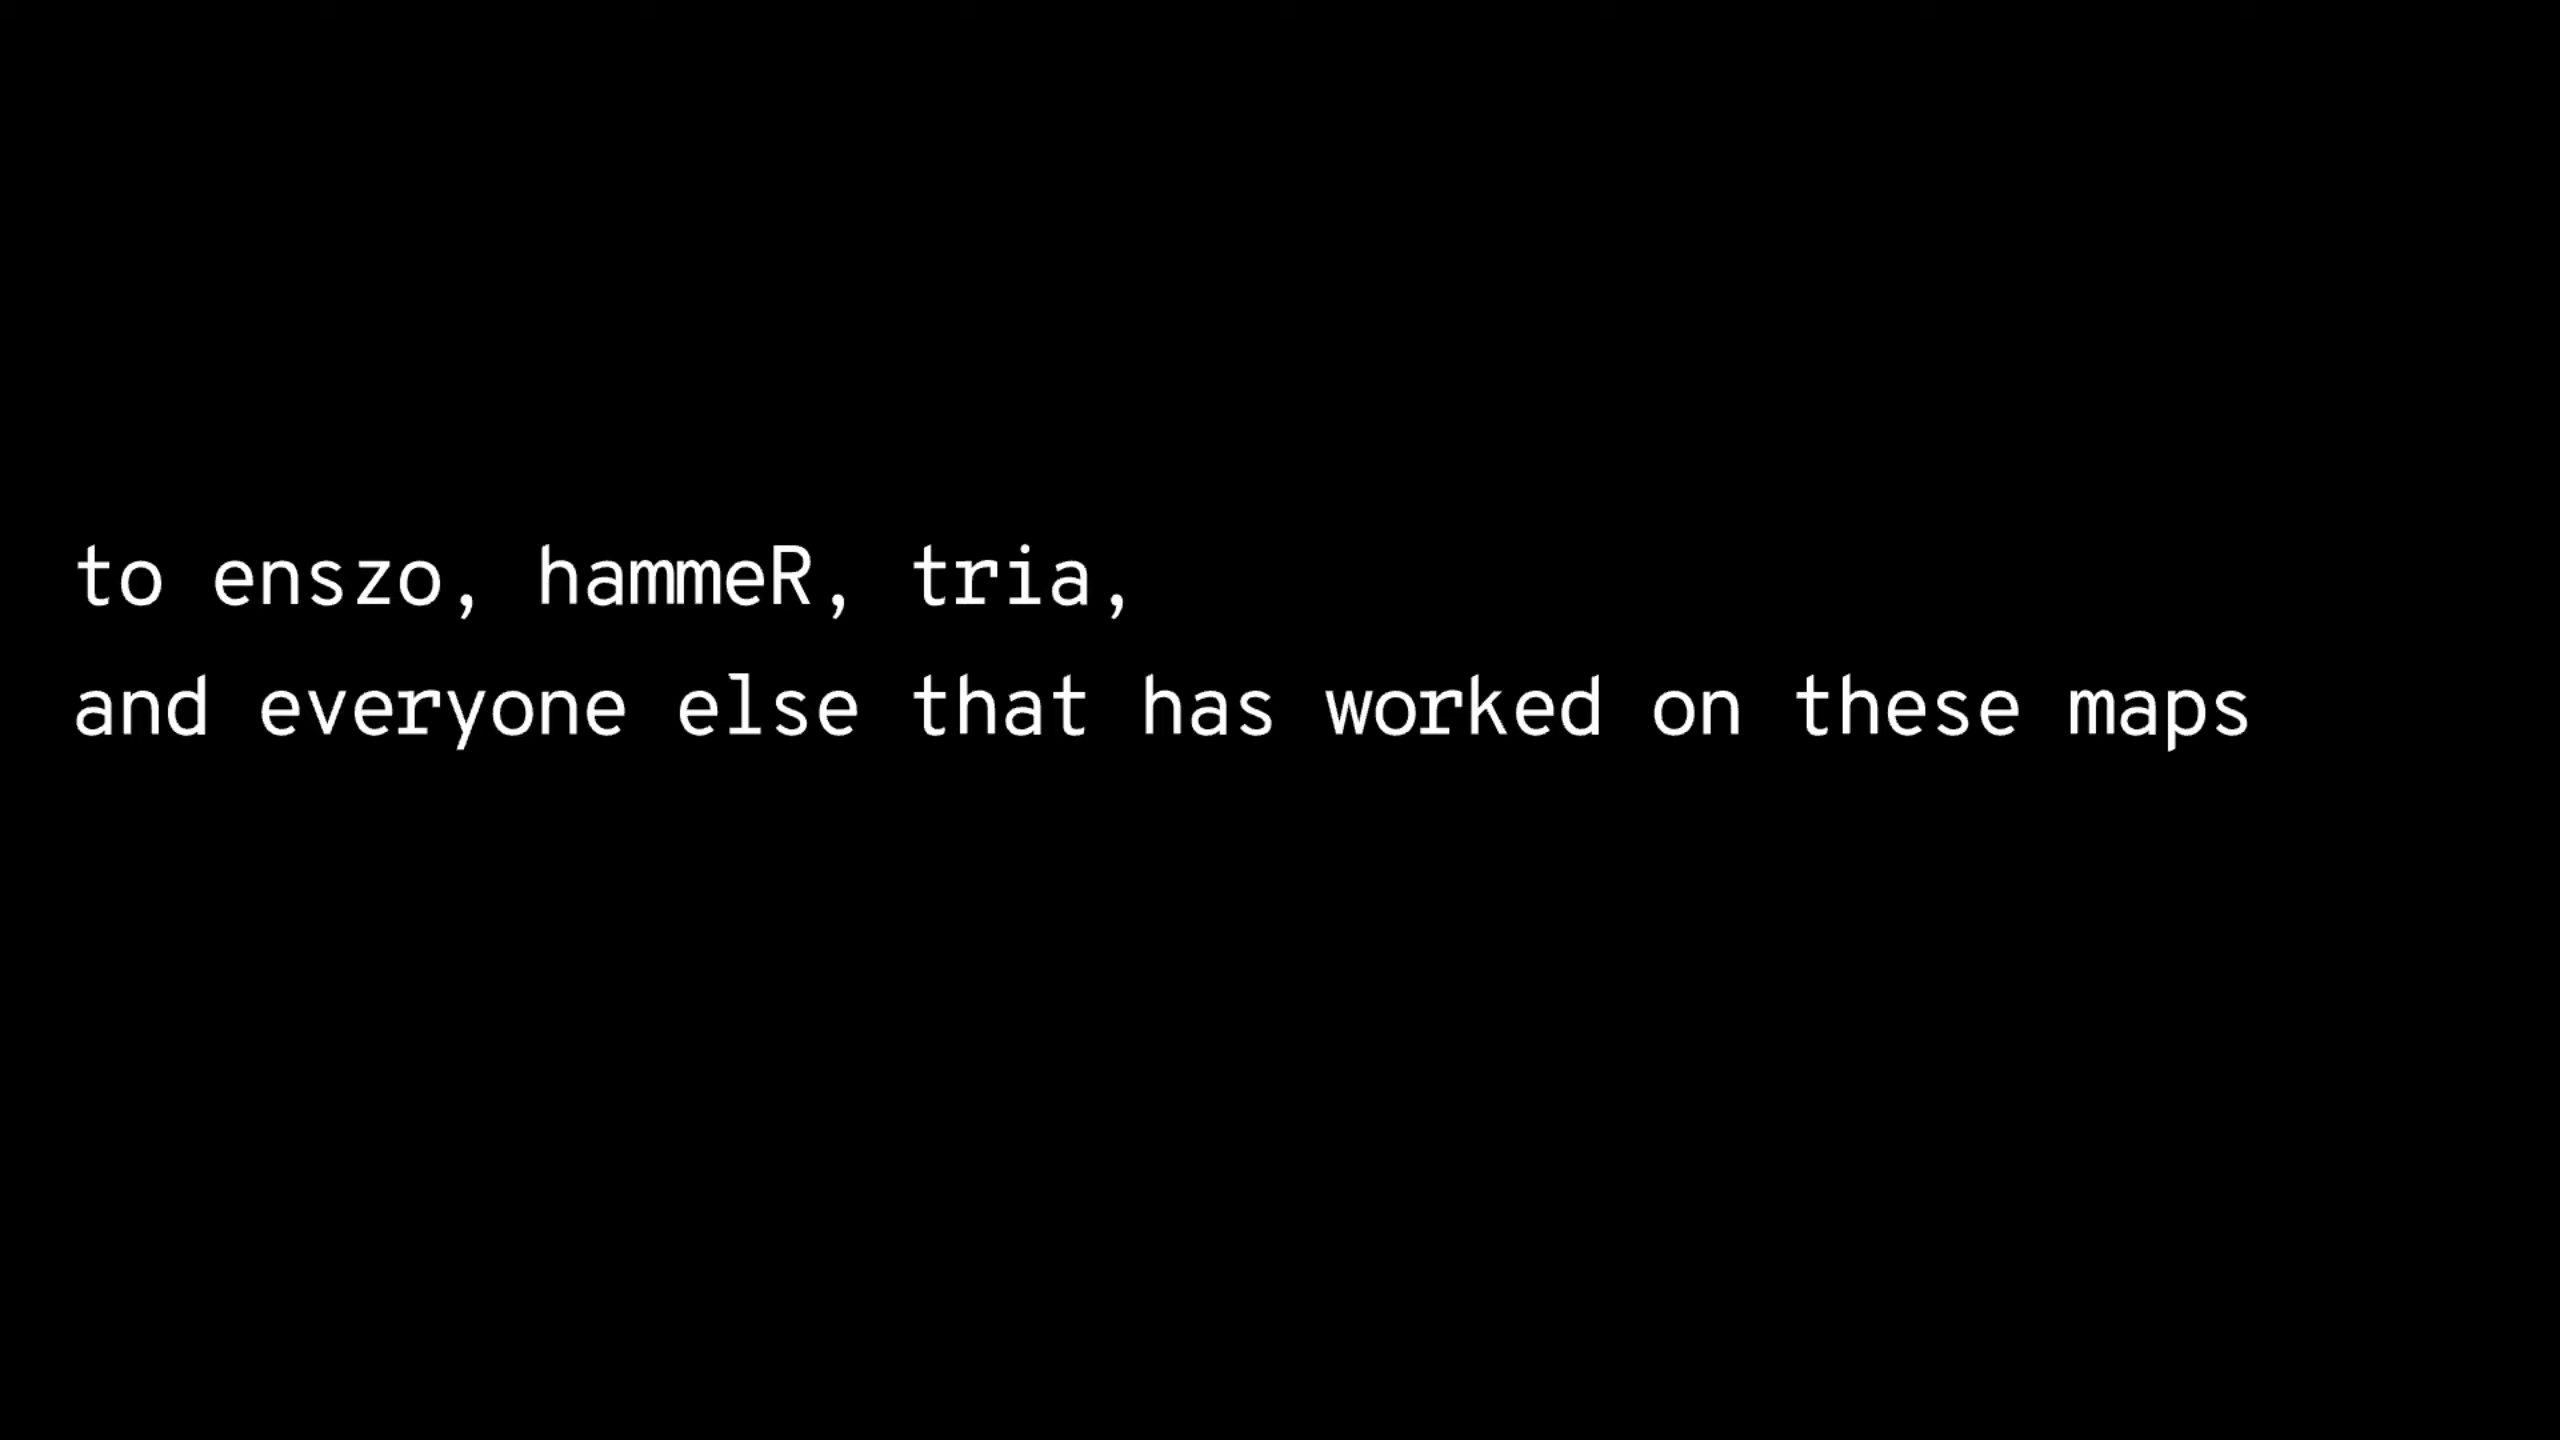 to enszo, hammeR, tria,
and everyone else that has worked on these maps